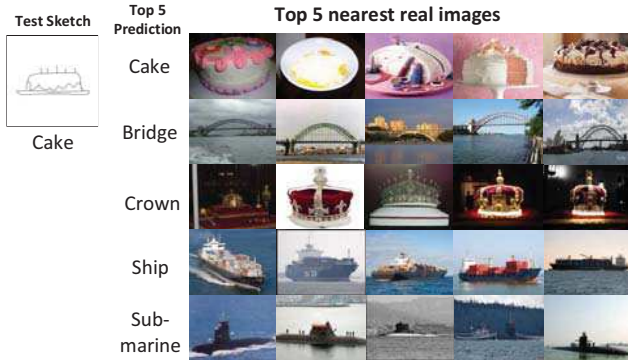 Test Sketch
Cake
Top 5
Prediction
Top 5 nearest real images
Cake
Bridge
Crown
Ship
Sub-
marine